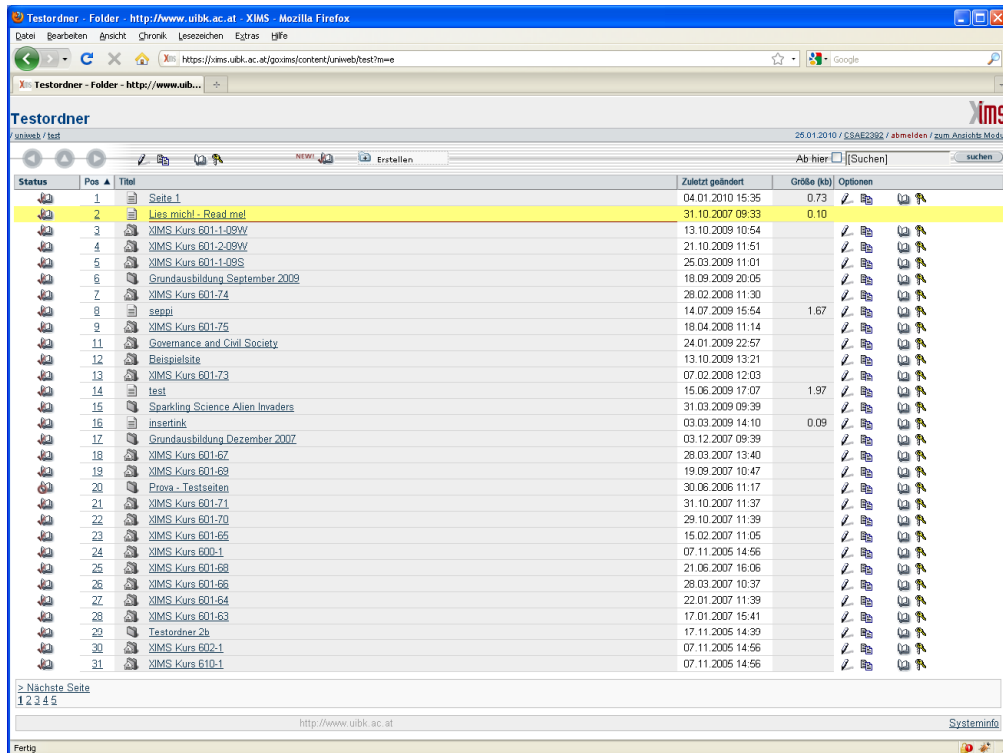 Testordner - Folder - http://www.uibk.ac.at - XIMS - Mozilla Firefox
Datei Bearbeiten Ansicht Chronik Lesezeichen Extras Hilfe
Xims https://xims.uibk.ac.at/goxims/content/uniweb/test?m=e Google
Xims Testordner - Folder - http://www.uib...
Testordner Xims
/ uniweb / test 25.01.2010 / CSAE2392 / abmelden / zum Ansichts Modu
NEW! Erstellen Ab hier [Suchen] suchen
Status Pos ▲ Titel Zuletzt geändert Größe (kb) Optionen
1 Seite 1 04.01.2010 15:35 0.73
2 Lies mich! - Read me! 31.10.2007 09:33 0.10
3 XIMS Kurs 601-1-09W 13.10.2009 10:54
4 XIMS Kurs 601-2-09W 21.10.2009 11:51
5 XIMS Kurs 601-1-09S 25.03.2009 11:01
6 Grundausbildung September 2009 18.09.2009 20:05
7 XIMS Kurs 601-74 28.02.2008 11:30
8 seppi 14.07.2009 15:54 1.67
9 XIMS Kurs 601-75 18.04.2008 11:14
11 Governance and Civil Society 24.01.2009 22:57
12 Beispielsite 13.10.2009 13:21
13 XIMS Kurs 601-73 07.02.2008 12:03
14 test 15.06.2009 17:07 1.97
15 Sparkling Science Alien Invaders 31.03.2009 09:39
16 insertink 03.03.2009 14:10 0.09
17 Grundausbildung Dezember 2007 03.12.2007 09:39
18 XIMS Kurs 601-67 28.03.2007 13:40
19 XIMS Kurs 601-69 19.09.2007 10:47
20 Prova - Testseiten 30.06.2006 11:17
21 XIMS Kurs 601-71 31.10.2007 11:37
22 XIMS Kurs 601-70 29.10.2007 11:39
23 XIMS Kurs 601-65 15.02.2007 11:05
24 XIMS Kurs 600-1 07.11.2005 14:56
25 XIMS Kurs 601-68 21.06.2007 16:06
26 XIMS Kurs 601-66 28.03.2007 10:37
27 XIMS Kurs 601-64 22.01.2007 11:39
28 XIMS Kurs 601-63 17.01.2007 15:41
29 Testordner 2b 17.11.2005 14:39
30 XIMS Kurs 602-1 07.11.2005 14:56
31 XIMS Kurs 610-1 07.11.2005 14:56
> Nächste Seite
1 2 3 4 5
http://www.uibk.ac.at Systeminfo
Fertig